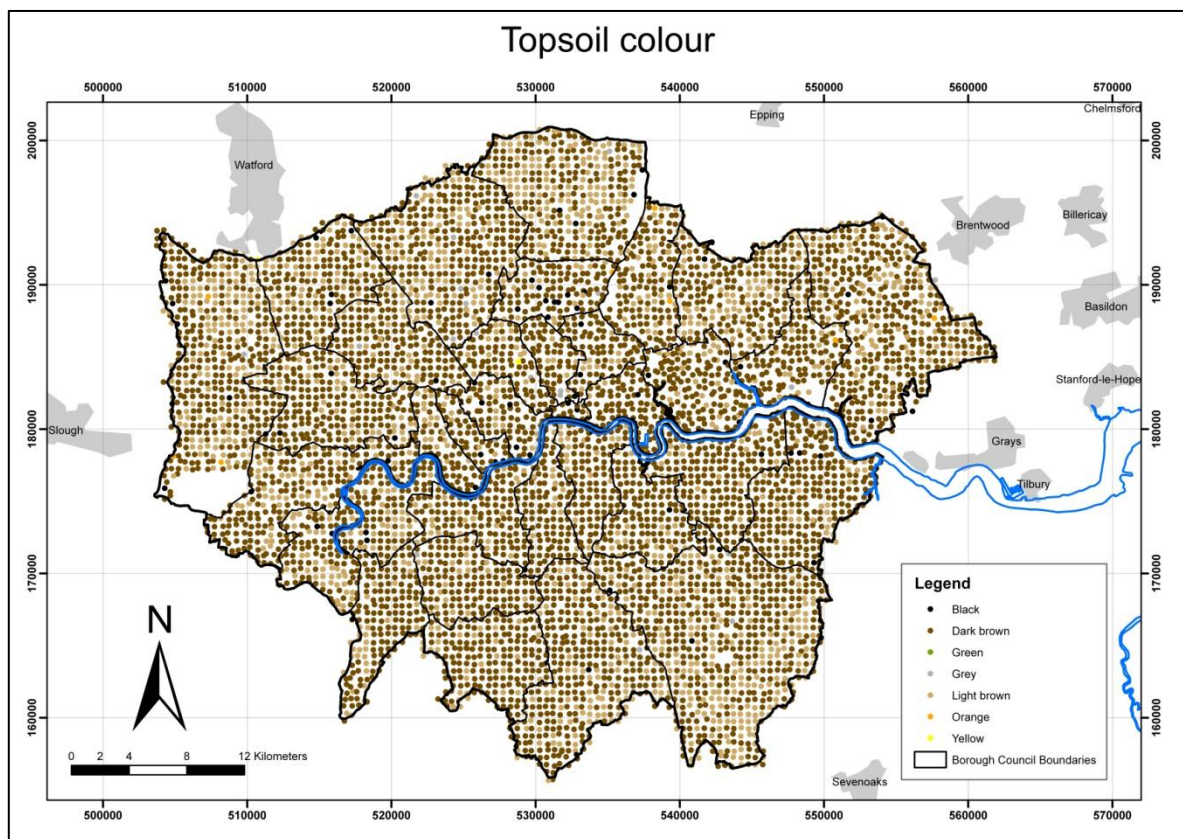 Topsoil colour
500000 510000 520000 530000 540000 550000 560000 570000
Epping
Chelmsford
200000 200000
Watford
Brentwood
Billericay
190000 190000
Basildon
Stanford-le-Hope
Slough
180000 180000
Grays
Tilbury
170000 170000
Legend
Black
Dark brown
Green
Grey
Light brown
Orange
Yellow
Borough Council Boundaries
N
160000 160000
0 2 4 8 12 Kilometers
Sevenoaks
500000 510000 520000 530000 540000 550000 560000 570000